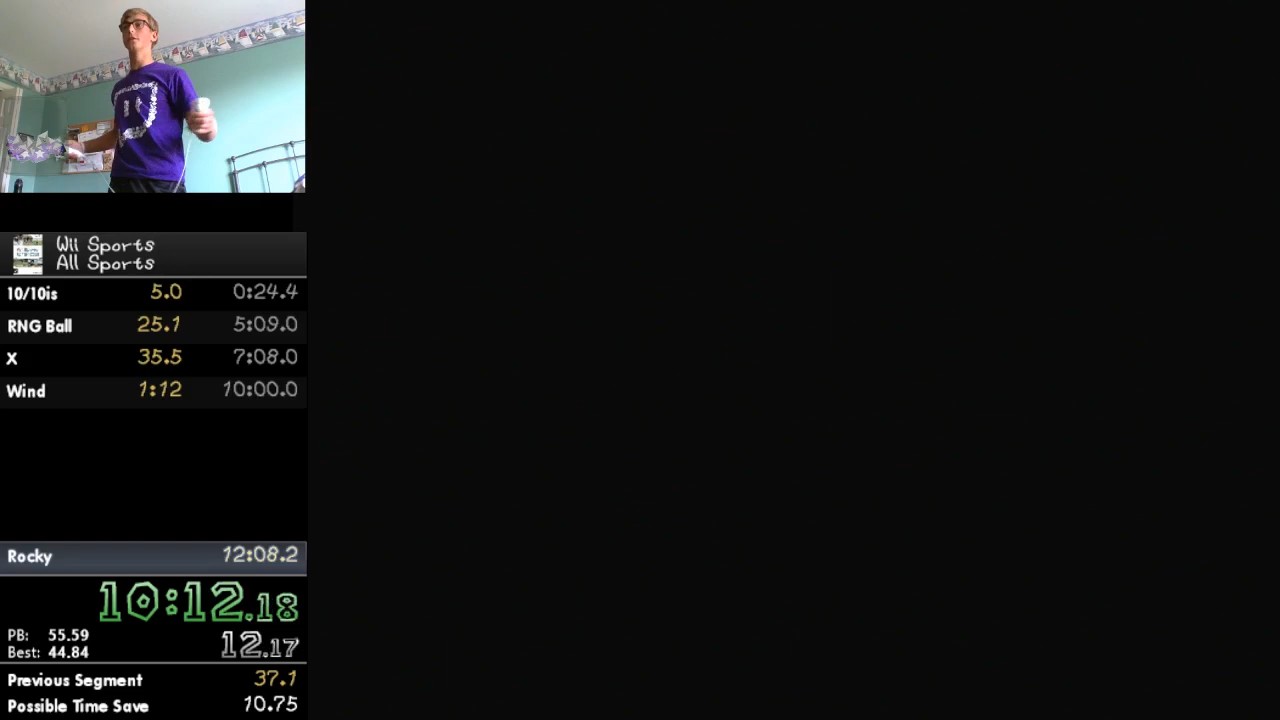 Wii Sports
All Sports
10/10is 5.0 0:24.4
RNG Ball 25.1 5:09.0
X 35.5 7:08.0
Wind 1:12 10:00.0
Rocky 12:08.2
10:12.18
PB: 55.59
Best: 44.84 12.17
Previous Segment 37.1
Possible Time Save 10.75